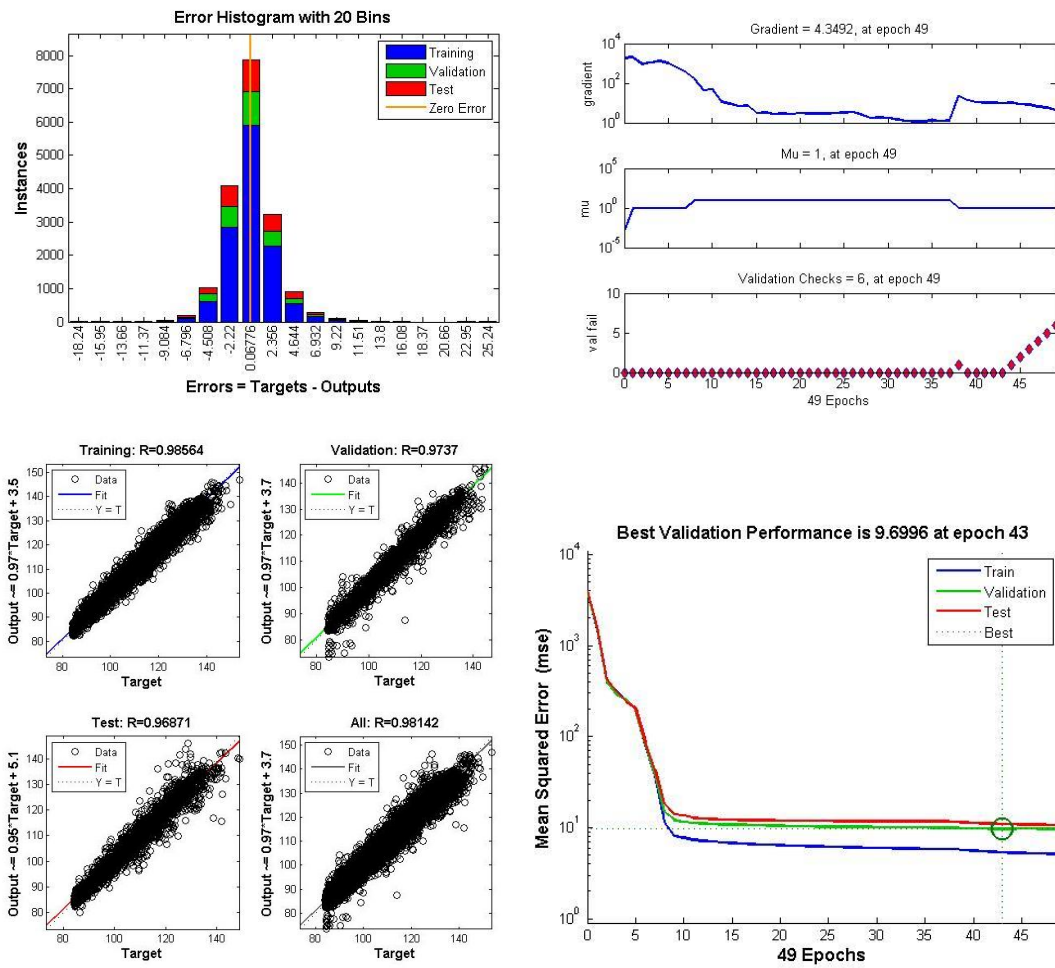 Error Histogram with 20 Bins
8000
7000
6000
5000
4000
3000
2000
1000
0
Instances
Training
Validation
Test
Zero Error
-18.24
-15.95
-13.66
-11.37
-9.084
-6.796
-4.508
-2.22
0.06776
2.356
4.644
6.932
9.22
11.51
13.8
16.08
18.37
20.66
22.95
25.24
Errors = Targets - Outputs
Gradient = 4.3492, at epoch 49
10^4
10^2
10^0
gradient
Mu = 1, at epoch 49
10^5
10^0
10^-5
mu
Validation Checks = 6, at epoch 49
10
5
0
val fail
0 5 10 15 20 25 30 35 40 45
49 Epochs
Training: R=0.98564
Output ~= 0.97*Target + 3.5
150
140
130
120
110
100
90
80
Data
Fit
Y = T
80 100 120 140
Target
Validation: R=0.9737
Output ~= 0.97*Target + 3.7
140
130
120
110
100
90
80
Data
Fit
Y = T
80 100 120 140
Target
Test: R=0.96871
Output ~= 0.95*Target + 5.1
140
130
120
110
100
90
80
Data
Fit
Y = T
80 100 120 140
Target
All: R=0.98142
Output ~= 0.97*Target + 3.7
150
140
130
120
110
100
90
80
Data
Fit
Y = T
80 100 120 140
Target
Best Validation Performance is 9.6996 at epoch 43
10^4
10^3
10^2
10^1
10^0
Mean Squared Error (mse)
Train
Validation
Test
Best
0 5 10 15 20 25 30 35 40 45
49 Epochs